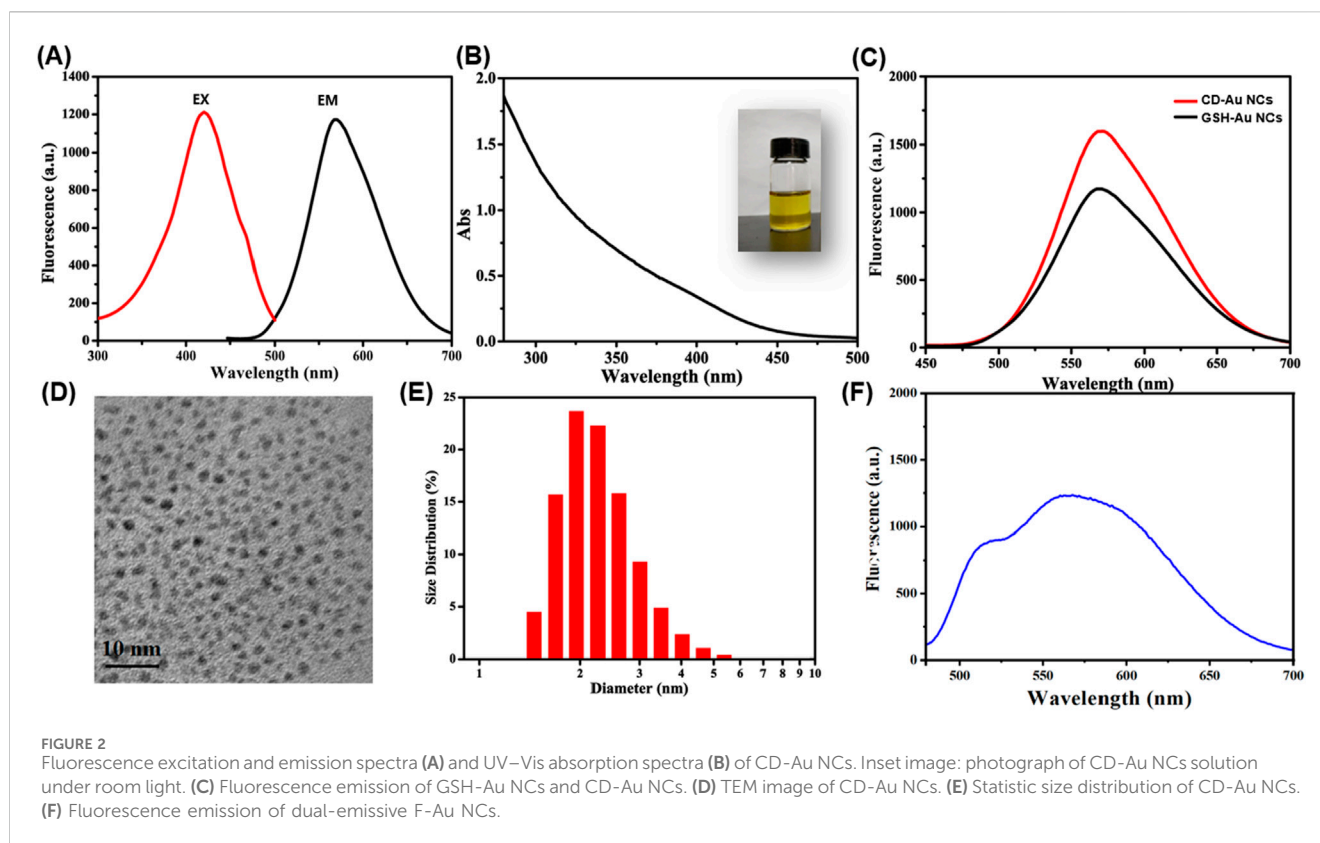 (A)
1400
1200
1000
800
600
400
200
0
300 400 500 600 700
EX EM
Fluorescence (a.u.)
Wavelength (nm)
(B)
2.0
1.5
1.0
0.5
0.0
300 350 400 450 500
Abs
Wavelength (nm)
(C)
2000
1500
1000
500
0
450 500 550 600 650 700
CD-Au NCs
GSH-Au NCs
Fluorescence (a.u.)
Wavelength (nm)
(D)
10 nm
(E)
25
20
15
10
5
0
1 2 3 4 5 6 7 8 9 10
Size Distribution (%)
Diameter (nm)
(F)
2000
1500
1000
500
0
500 550 600 650 700
Fluorescence (a.u.)
Wavelength (nm)
FIGURE 2
Fluorescence excitation and emission spectra (A) and UV–Vis absorption spectra (B) of CD-Au NCs. Inset image: photograph of CD-Au NCs solution
under room light. (C) Fluorescence emission of GSH-Au NCs and CD-Au NCs. (D) TEM image of CD-Au NCs. (E) Statistic size distribution of CD-Au NCs.
(F) Fluorescence emission of dual-emissive F-Au NCs.